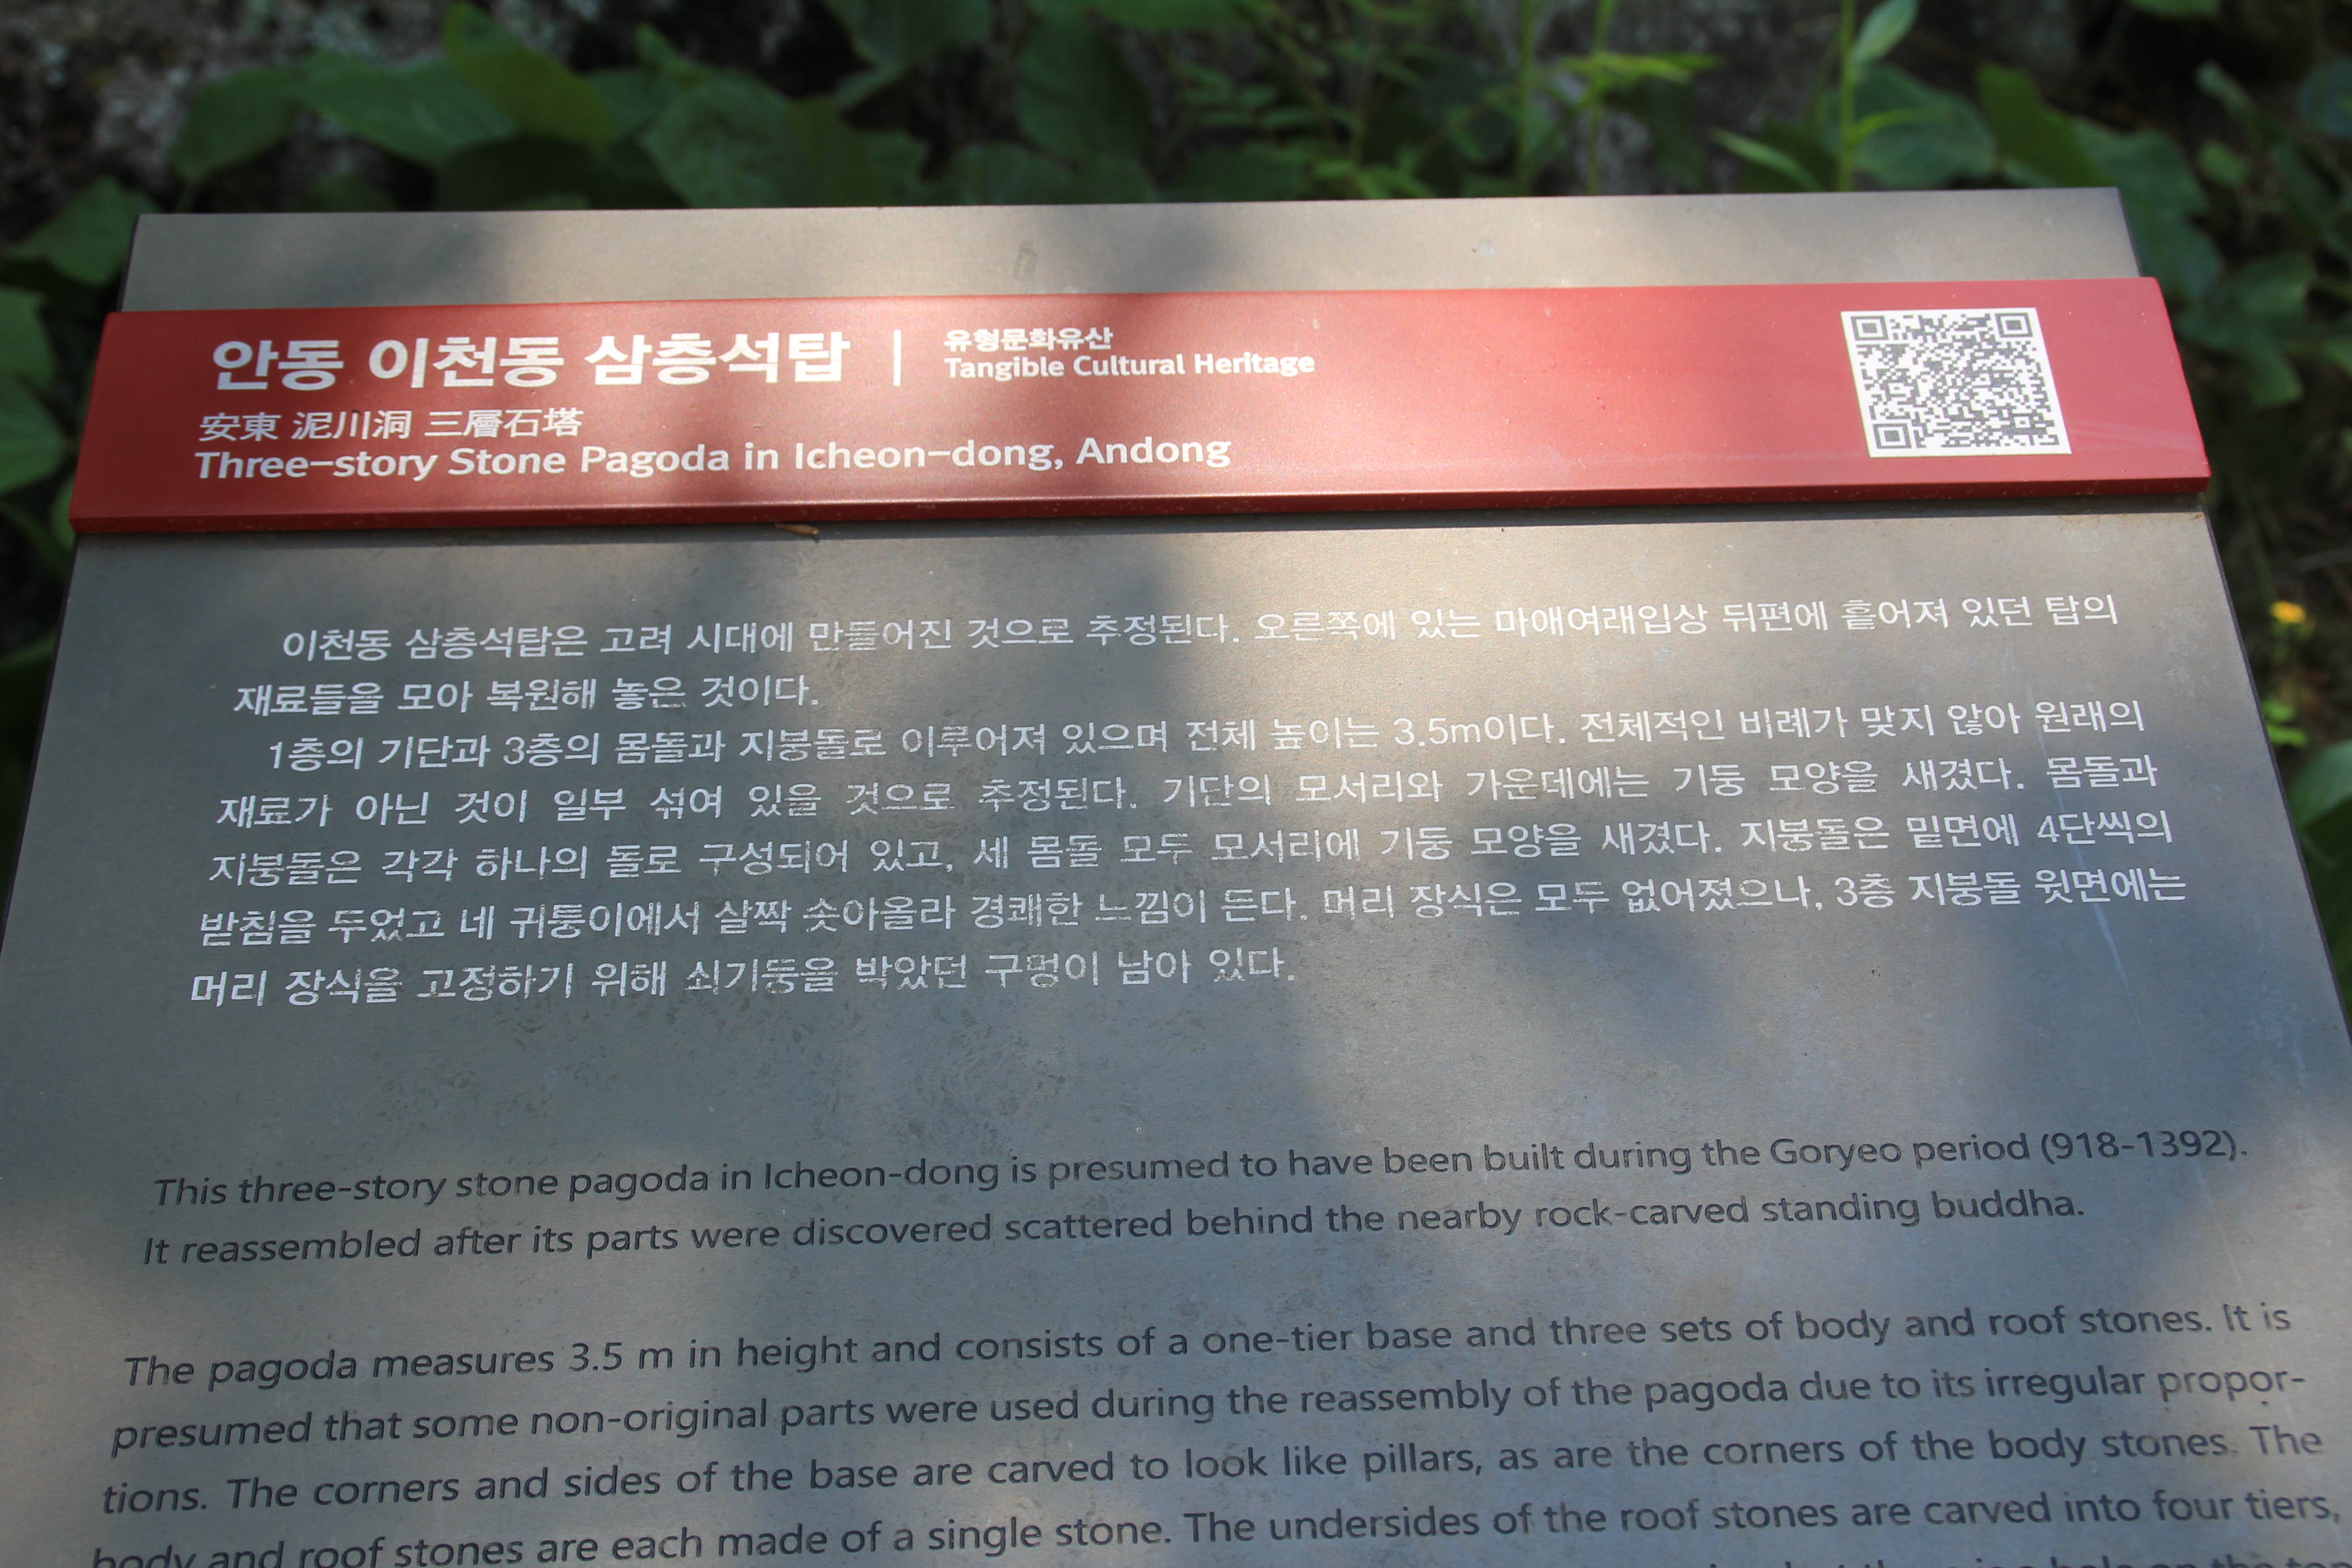 안동 이천동 삼층석탑 | 유형문화유산
Tangible Cultural Heritage
安東 泥川洞 三層石塔
Three-story Stone Pagoda in Icheon-dong, Andong
이천동 삼층석탑은 고려 시대에 만들어진 것으로 추정된다. 오른쪽에 있는 마애여래입상 뒤편에 흩어져 있던 탑의
재료들을 모아 복원해 놓은 것이다.
1층의 기단과 3층의 몸돌과 지붕돌로 이루어져 있으며 전체 높이는 3.5m이다. 전체적인 비례가 맞지 않아 원래의
재료가 아닌 것이 일부 섞여 있을 것으로 추정된다. 기단의 모서리와 가운데에는 기둥 모양을 새겼다. 몸돌과
지붕돌은 각각 하나의 돌로 구성되어 있고, 세 몸돌 모두 모서리에 기둥 모양을 새겼다. 지붕돌은 밑면에 4단씩의
받침을 두었고 네 귀퉁이에서 살짝 솟아올라 경쾌한 느낌이 든다. 머리 장식은 모두 없어졌으나, 3층 지붕돌 윗면에는
머리 장식을 고정하기 위해 쇠기둥을 박았던 구멍이 남아 있다.
This three-story stone pagoda in Icheon-dong is presumed to have been built during the Goryeo period (918-1392).
It reassembled after its parts were discovered scattered behind the nearby rock-carved standing buddha.
The pagoda measures 3.5 m in height and consists of a one-tier base and three sets of body and roof stones. It is
presumed that some non-original parts were used during the reassembly of the pagoda due to its irregular propor-
tions. The corners and sides of the base are carved to look like pillars, as are the corners of the body stones. The
body and roof stones are each made of a single stone. The undersides of the roof stones are carved into four tiers,